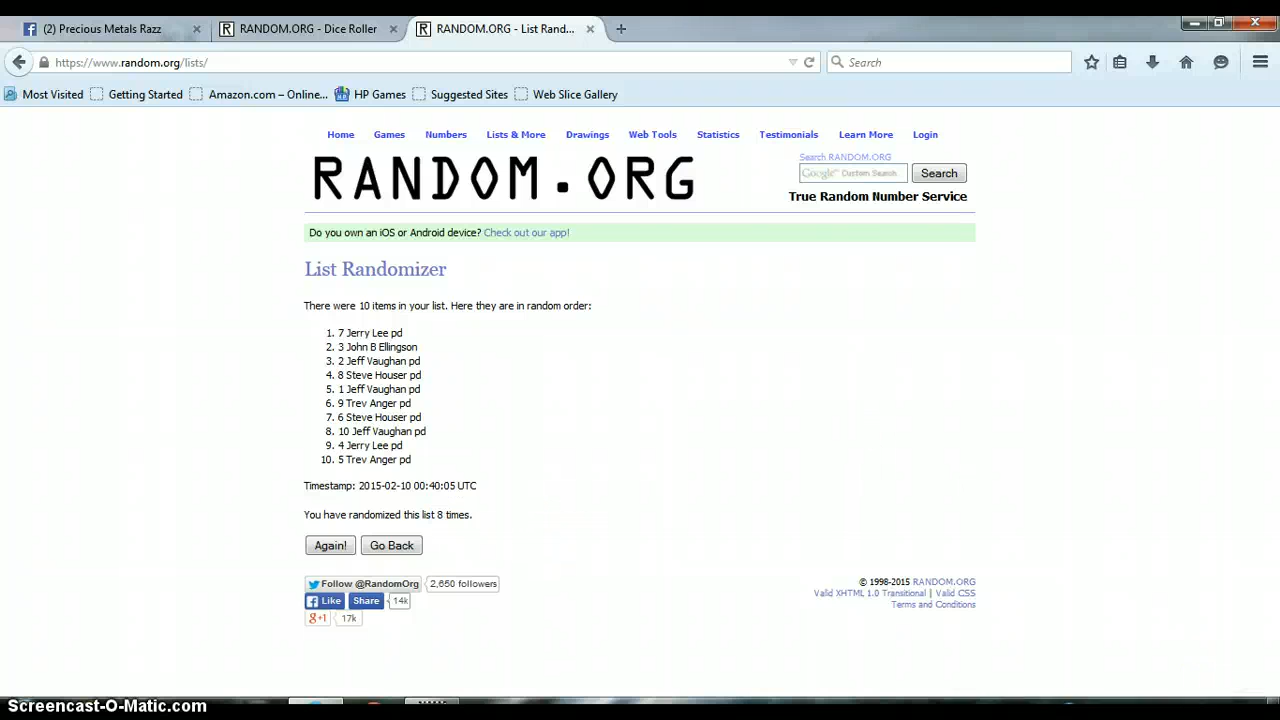 (2) Precious Metals Razz
RANDOM.ORG - Dice Roller
RANDOM.ORG - List Rand...
https://www.random.org/lists/
Search
Most Visited
Getting Started
Amazon.com – Online...
HP Games
Suggested Sites
Web Slice Gallery
Home Games Numbers Lists & More Drawings Web Tools Statistics Testimonials Learn More Login
RANDOM.ORG
Search RANDOM.ORG
Google™ Custom Search
Search
True Random Number Service
Do you own an iOS or Android device? Check out our app!
List Randomizer
There were 10 items in your list. Here they are in random order:
1. 7 Jerry Lee pd
2. 3 John B Ellingson
3. 2 Jeff Vaughan pd
4. 8 Steve Houser pd
5. 1 Jeff Vaughan pd
6. 9 Trev Anger pd
7. 6 Steve Houser pd
8. 10 Jeff Vaughan pd
9. 4 Jerry Lee pd
10. 5 Trev Anger pd
Timestamp: 2015-02-10 00:40:05 UTC
You have randomized this list 8 times.
Again! Go Back
Follow @RandomOrg 2,650 followers
Like Share 14k
g+1 17k
© 1998-2015 RANDOM.ORG
Valid XHTML 1.0 Transitional | Valid CSS
Terms and Conditions
Screencast-O-Matic.com